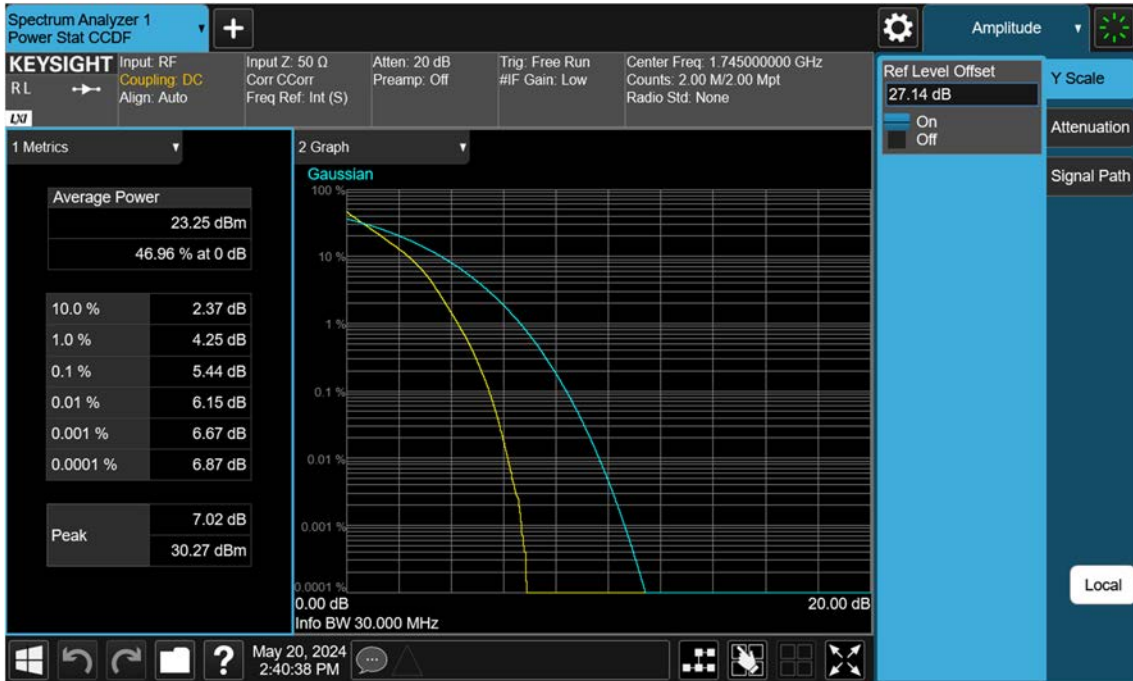 Spectrum Analyzer 1
Power Stat CCDF
+
Amplitude
KEYSIGHT
RL
LXI
Input: RF
Coupling: DC
Align: Auto
Input Z: 50 Ω
Corr CCorr
Freq Ref: Int (S)
Atten: 20 dB
Preamp: Off
Trig: Free Run
#IF Gain: Low
Center Freq: 1.745000000 GHz
Counts: 2.00 M/2.00 Mpt
Radio Std: None
Ref Level Offset
27.14 dB
On
Off
Y Scale
Attenuation
Signal Path
Local
1 Metrics
Average Power
23.25 dBm
46.96 % at 0 dB
10.0 % 2.37 dB
1.0 % 4.25 dB
0.1 % 5.44 dB
0.01 % 6.15 dB
0.001 % 6.67 dB
0.0001 % 6.87 dB
Peak
7.02 dB
30.27 dBm
2 Graph
Gaussian
100 %
10 %
1 %
0.1 %
0.01 %
0.001 %
0.0001 %
0.00 dB 20.00 dB
Info BW 30.000 MHz
?
May 20, 2024
2:40:38 PM